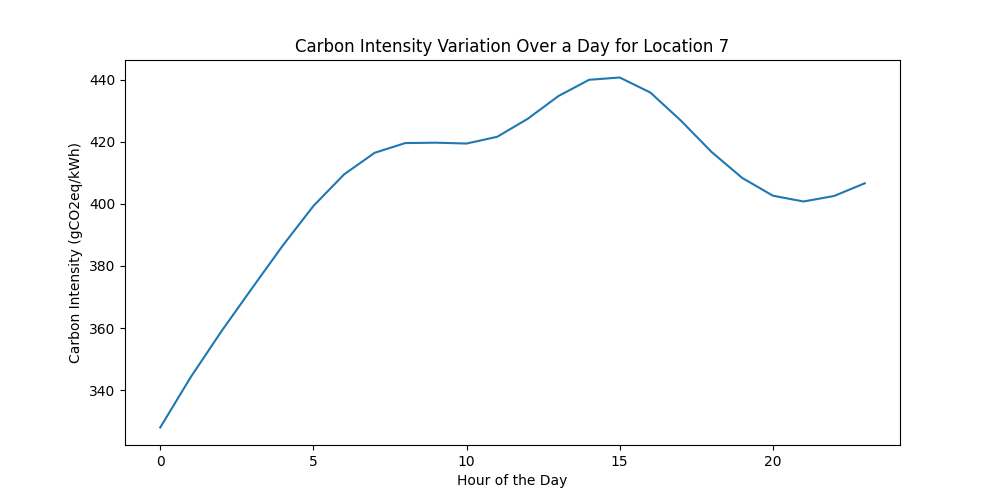 Carbon Intensity Variation Over a Day for Location 7
Carbon Intensity (gCO2eq/kWh)
440
420
400
380
360
340
0 5 10 15 20
Hour of the Day